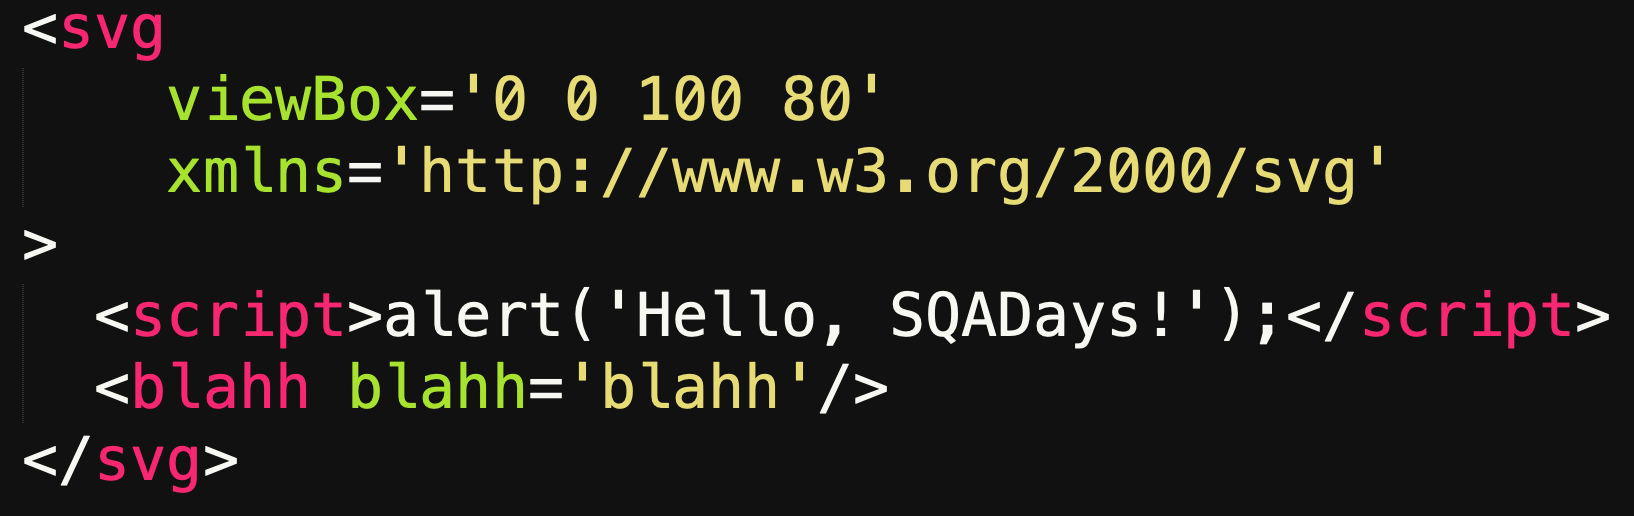 <svg
    viewBox='0 0 100 80'
    xmlns='http://www.w3.org/2000/svg'
>
  <script>alert('Hello, SQADays!');</script>
  <blahh blahh='blahh'/>
</svg>